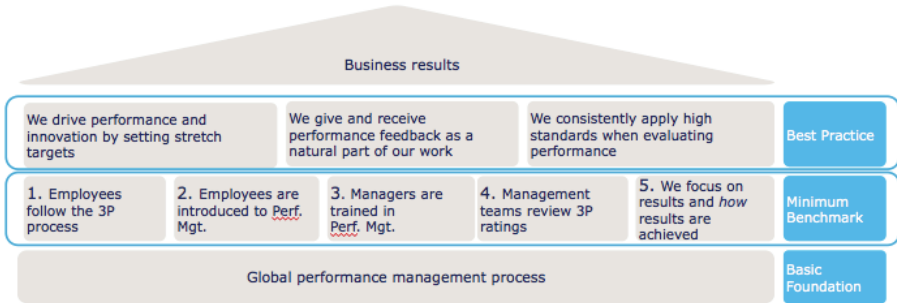 Business results
We drive performance and
innovation by setting stretch
targets
We give and receive
performance feedback as a
natural part of our work
We consistently apply high
standards when evaluating
performance
Best Practice
1. Employees
follow the 3P
process
2. Employees are
introduced to Perf.
Mgt.
3. Managers are
trained in
Perf. Mgt.
4. Management
teams review 3P
ratings
5. We focus on
results and how
results are
achieved
Minimum
Benchmark
Global performance management process
Basic
Foundation